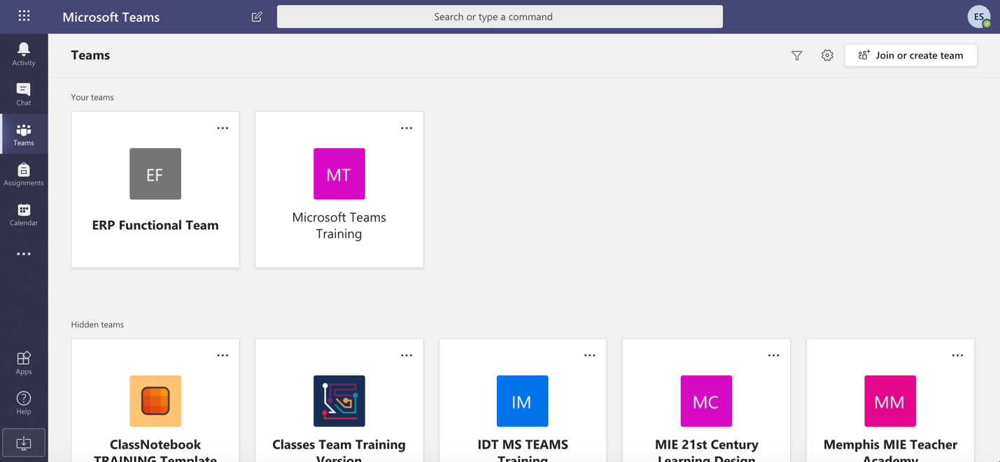 Microsoft Teams
Search or type a command
ES
Activity
Chat
Teams
Assignments
Calendar
Apps
Help
Teams
Join or create team
Your teams
EF
ERP Functional Team
MT
Microsoft Teams
Training
Hidden teams
ClassNotebook
TRAINING Template
Classes Team Training
Version
IM
IDT MS TEAMS
Training
MC
MIE 21st Century
Learning Design
MM
Memphis MIE Teacher
Academy